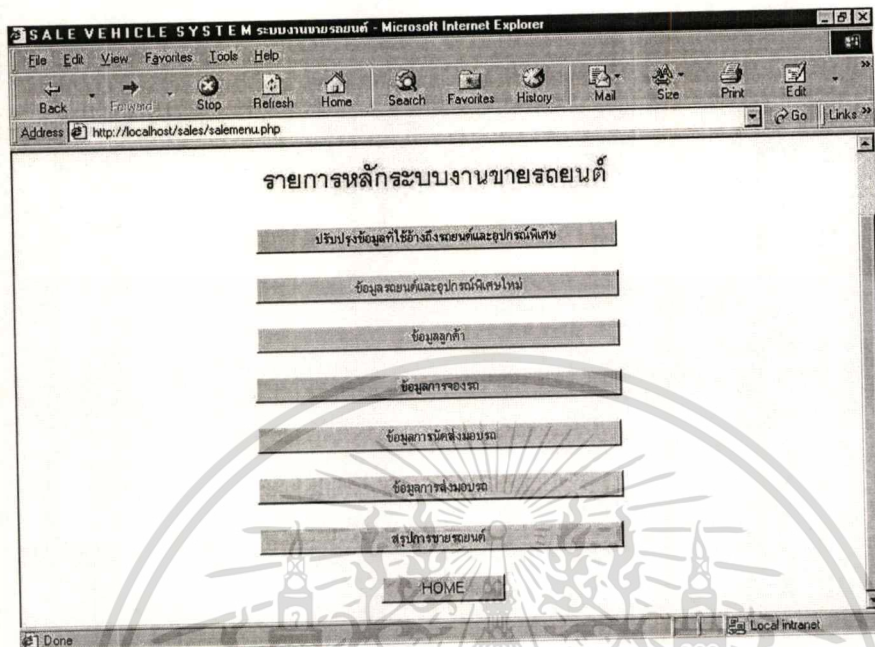 SALE VEHICLE SYSTEM ระบบงานขายรถยนต์ - Microsoft Internet Explorer
File Edit View Favorites Tools Help
Back Forward Stop Refresh Home Search Favorites History Mail Size Print Edit
Address http://localhost/sales/salemenu.php Go Links »
รายการหลักระบบงานขายรถยนต์
ปรับปรุงข้อมูลที่ใช้อ้างถึงรถยนต์และอุปกรณ์พิเศษ
ข้อมูลรถยนต์และอุปกรณ์พิเศษใหม่
ข้อมูลลูกค้า
ข้อมูลการจองรถ
ข้อมูลการนัดส่งมอบรถ
ข้อมูลการส่งมอบรถ
สรุปการขายรถยนต์
HOME
Done Local intranet